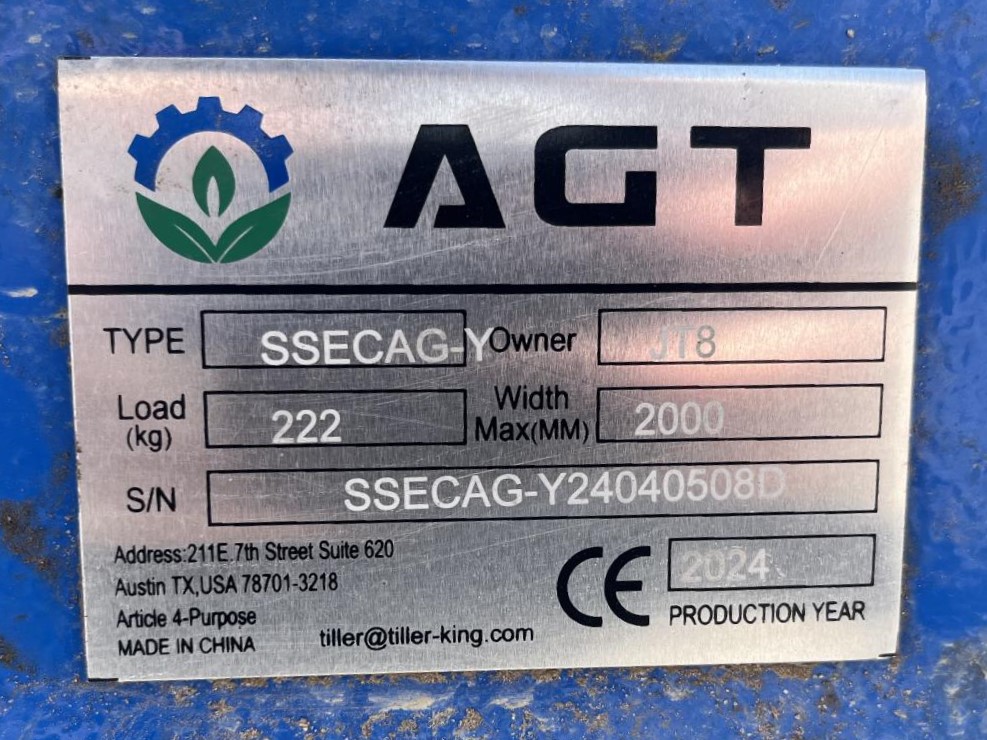 AGT
TYPE SSECAG-Y Owner JT8
Load (kg) 222 Width Max(MM) 2000
S/N SSECAG-Y24040508D
Address:211E.7th Street Suite 620
Austin TX,USA 78701-3218
Article 4-Purpose
MADE IN CHINA
tiller@tiller-king.com
CE 2024
PRODUCTION YEAR